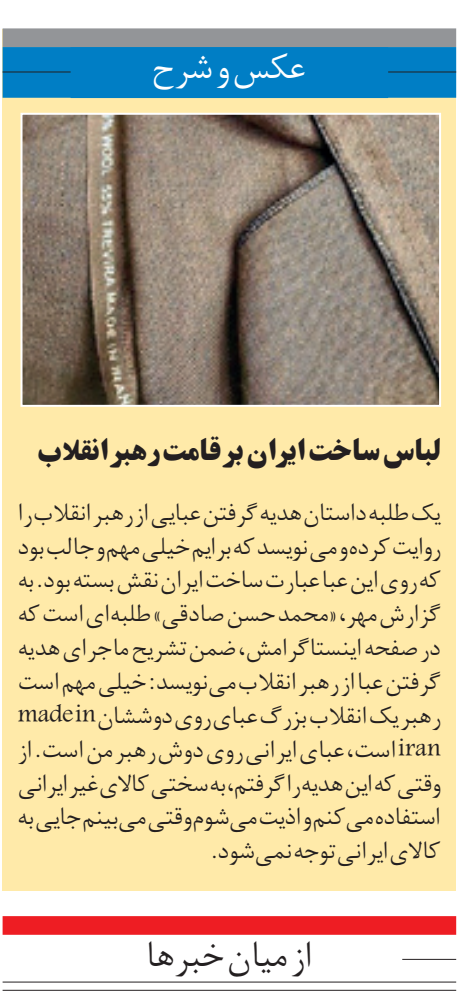 عکس و شرح
% WOOL 55% TREVIRA MADE IN IRAN
لباس ساخت ایران بر قامت رهبر انقلاب
یک طلبه داستان هدیه گرفتن عبایی از رهبر انقلاب را
روایت کرده و می نویسد که برایم خیلی مهم و جالب بود
که روی این عبا عبارت ساخت ایران نقش بسته بود. به
گزارش مهر، «محمد حسن صادقی» طلبه‌ای است که
در صفحه اینستاگرامش، ضمن تشریح ماجرای هدیه
گرفتن عبا از رهبر انقلاب می‌نویسد: خیلی مهم است
رهبر یک انقلاب بزرگ عبای روی دوششان made in
iran است، عبای ایرانی روی دوش رهبر من است. از
وقتی که این هدیه را گرفتم، به سختی کالای غیر ایرانی
استفاده می کنم و اذیت می شوم وقتی می بینم جایی به
کالای ایرانی توجه نمی شود.
از میان خبرها